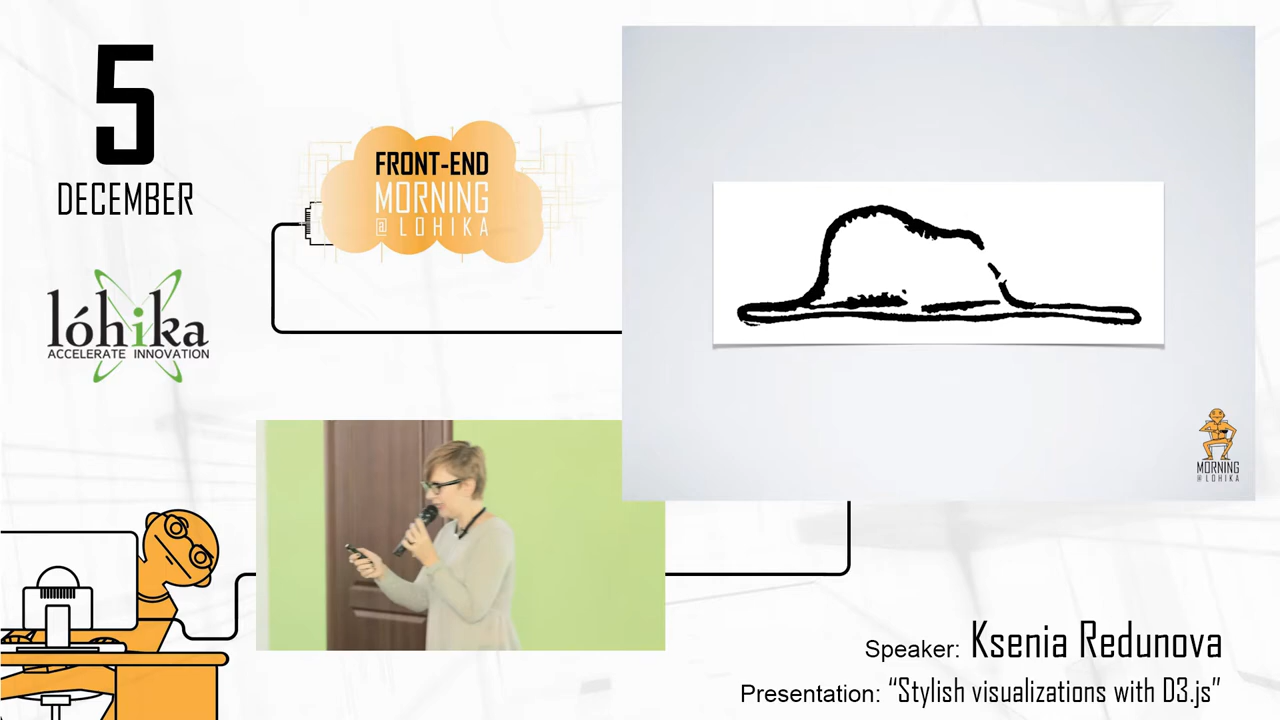 5
DECEMBER
lóhika
ACCELERATE INNOVATION
FRONT-END
MORNING
@ LOHIKA
MORNING
@ LOHIKA
Speaker: Ksenia Redunova
Presentation: “Stylish visualizations with D3.js”